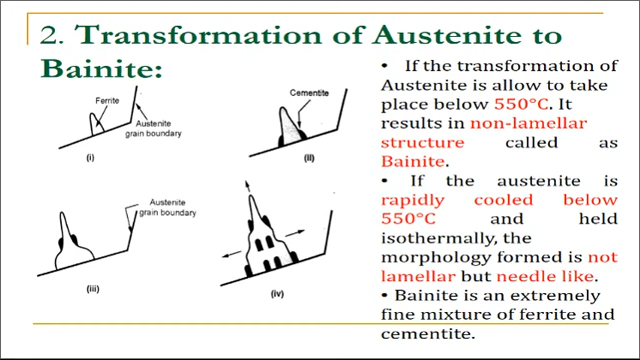 2. Transformation of Austenite to
Bainite:
Ferrite
Austenite
grain boundary
(i)
Cementite
(ii)
Austenite
grain boundary
(iii)
(iv)
• If the transformation of
Austenite is allow to take
place below 550°C. It
results in non-lamellar
structure called as
Bainite.
• If the austenite is
rapidly cooled below
550°C and held
isothermally, the
morphology formed is not
lamellar but needle like.
• Bainite is an extremely
fine mixture of ferrite and
cementite.